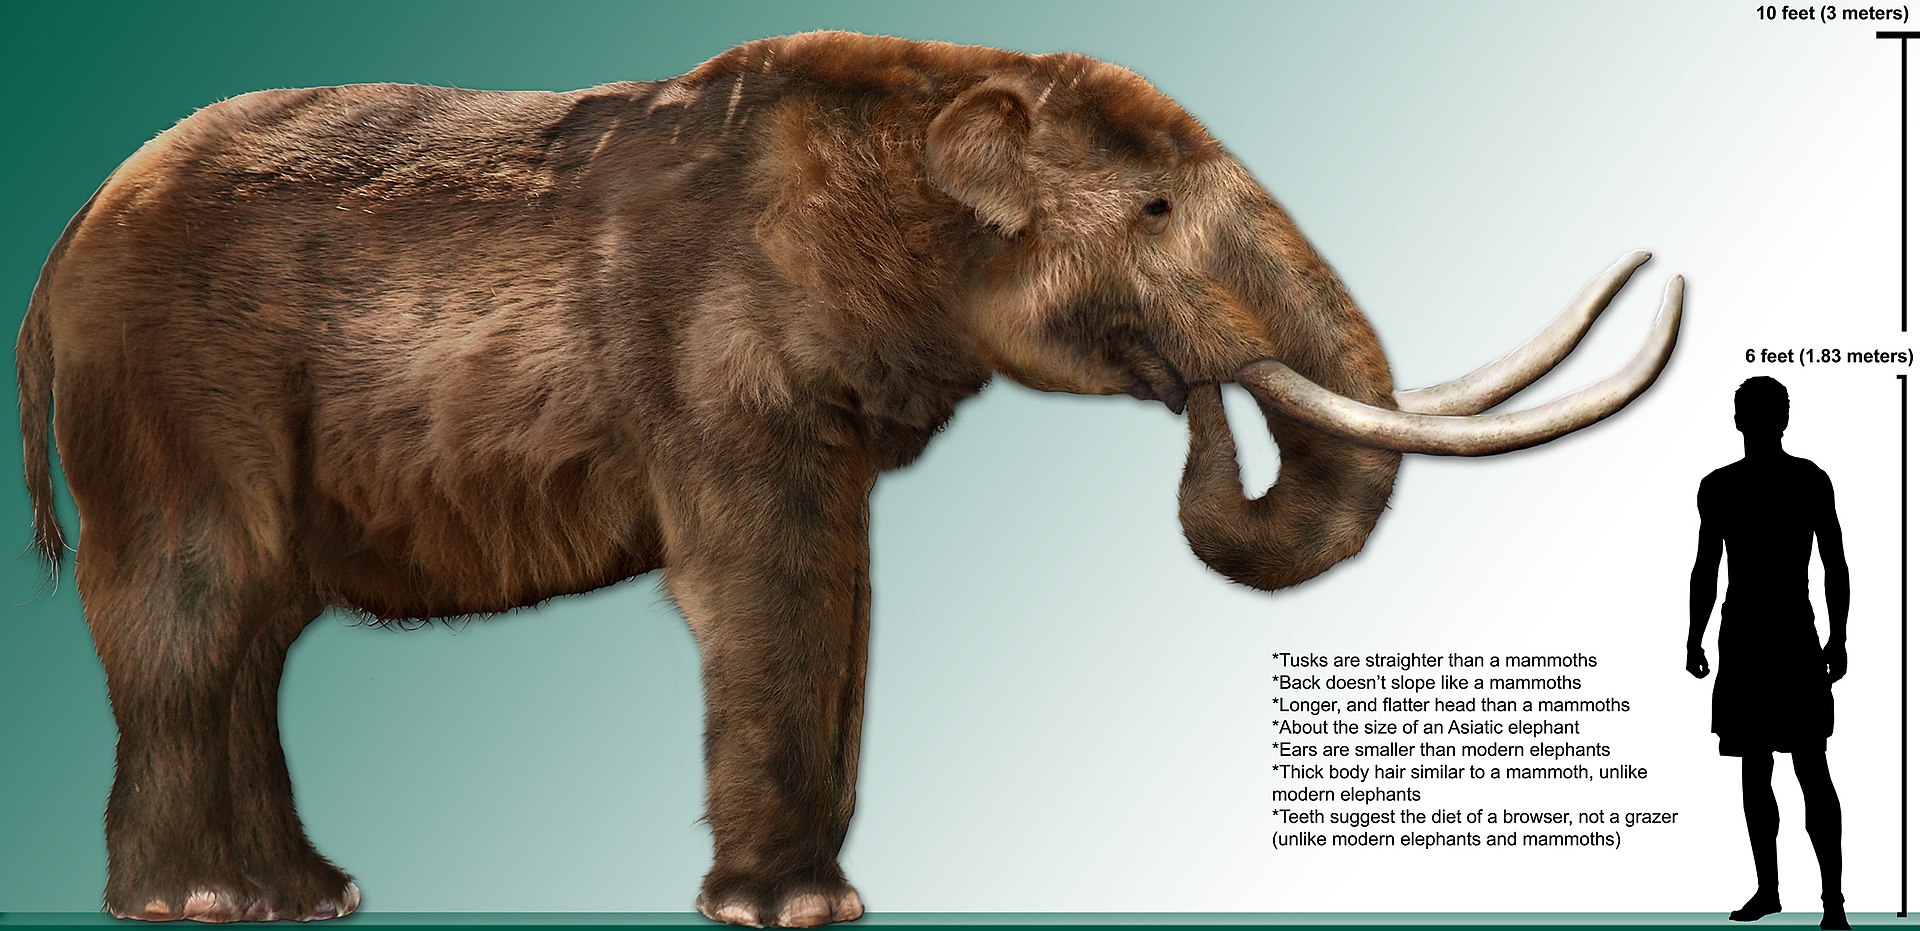 10 feet (3 meters)
6 feet (1.83 meters)
*Tusks are straighter than a mammoths
*Back doesn’t slope like a mammoths
*Longer, and flatter head than a mammoths
*About the size of an Asiatic elephant
*Ears are smaller than modern elephants
*Thick body hair similar to a mammoth, unlike
modern elephants
*Teeth suggest the diet of a browser, not a grazer
(unlike modern elephants and mammoths)